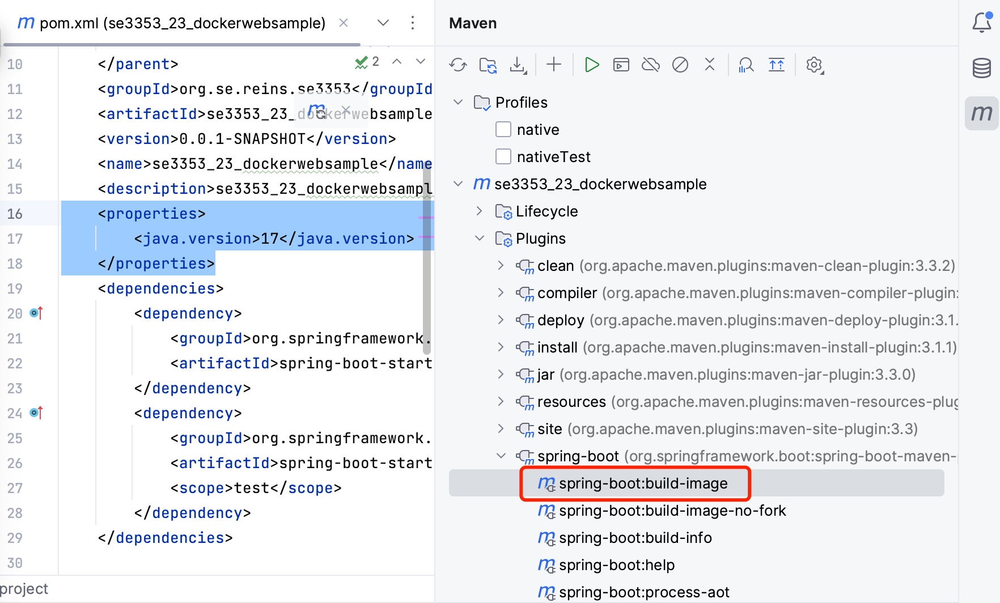 pom.xml (se3353_23_dockerwebsample)
2
10 </parent>
11 <groupId>org.se.reins.se3353</groupId
12 <artifactId>se3353_23_dockerwebsample
13 <version>0.0.1-SNAPSHOT</version>
14 <name>se3353_23_dockerwebsample</name
15 <description>se3353_23_dockerwebsampl
16 <properties>
17 <java.version>17</java.version>
18 </properties>
19 <dependencies>
20 <dependency>
21 <groupId>org.springframework.
22 <artifactId>spring-boot-start
23 </dependency>
24 <dependency>
25 <groupId>org.springframework.
26 <artifactId>spring-boot-start
27 <scope>test</scope>
28 </dependency>
29 </dependencies>
30
project
Maven
Profiles
native
nativeTest
se3353_23_dockerwebsample
Lifecycle
Plugins
clean (org.apache.maven.plugins:maven-clean-plugin:3.3.2)
compiler (org.apache.maven.plugins:maven-compiler-plugin:
deploy (org.apache.maven.plugins:maven-deploy-plugin:3.1.
install (org.apache.maven.plugins:maven-install-plugin:3.1.1)
jar (org.apache.maven.plugins:maven-jar-plugin:3.3.0)
resources (org.apache.maven.plugins:maven-resources-plug
site (org.apache.maven.plugins:maven-site-plugin:3.3)
spring-boot (org.springframework.boot:spring-boot-maven-
spring-boot:build-image
spring-boot:build-image-no-fork
spring-boot:build-info
spring-boot:help
spring-boot:process-aot